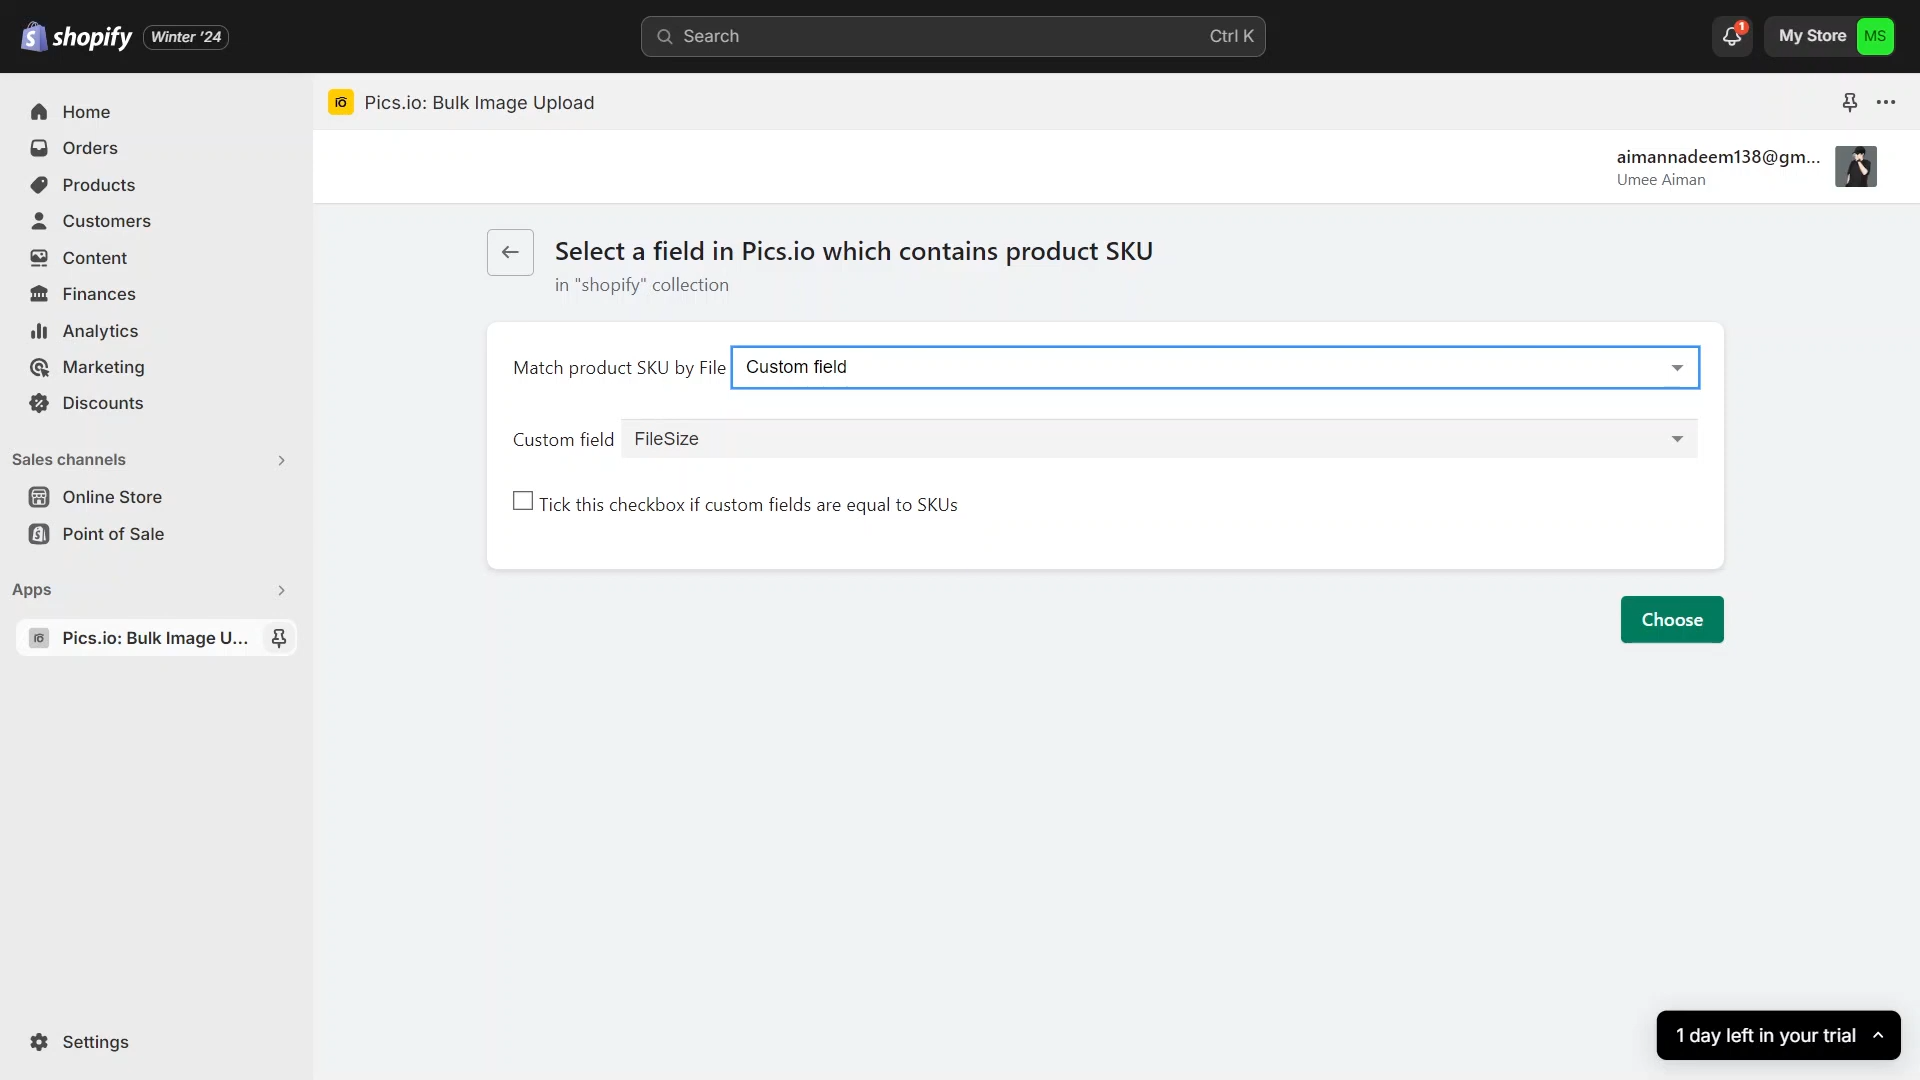 shopify Winter '24
Search Ctrl K
1
My Store MS
Home
Orders
Products
Customers
Content
Finances
Analytics
Marketing
Discounts
Sales channels
Online Store
Point of Sale
Apps
Pics.io: Bulk Image U...
Settings
Pics.io: Bulk Image Upload
aimannadeem138@gm...
Umee Aiman
Select a field in Pics.io which contains product SKU
in "shopify" collection
Match product SKU by File Custom field
Custom field FileSize
Tick this checkbox if custom fields are equal to SKUs
Choose
1 day left in your trial